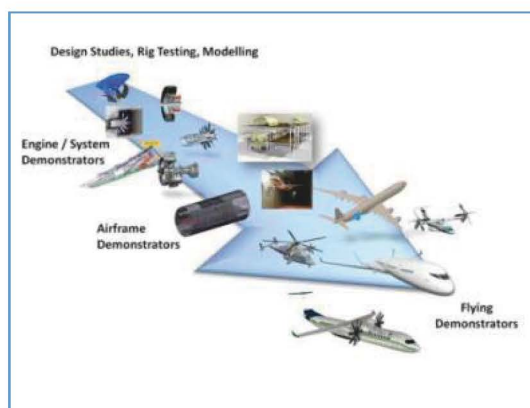 Design Studies, Rig Testing, Modelling
Engine / System
Demonstrators
Airframe
Demonstrators
Flying
Demonstrators